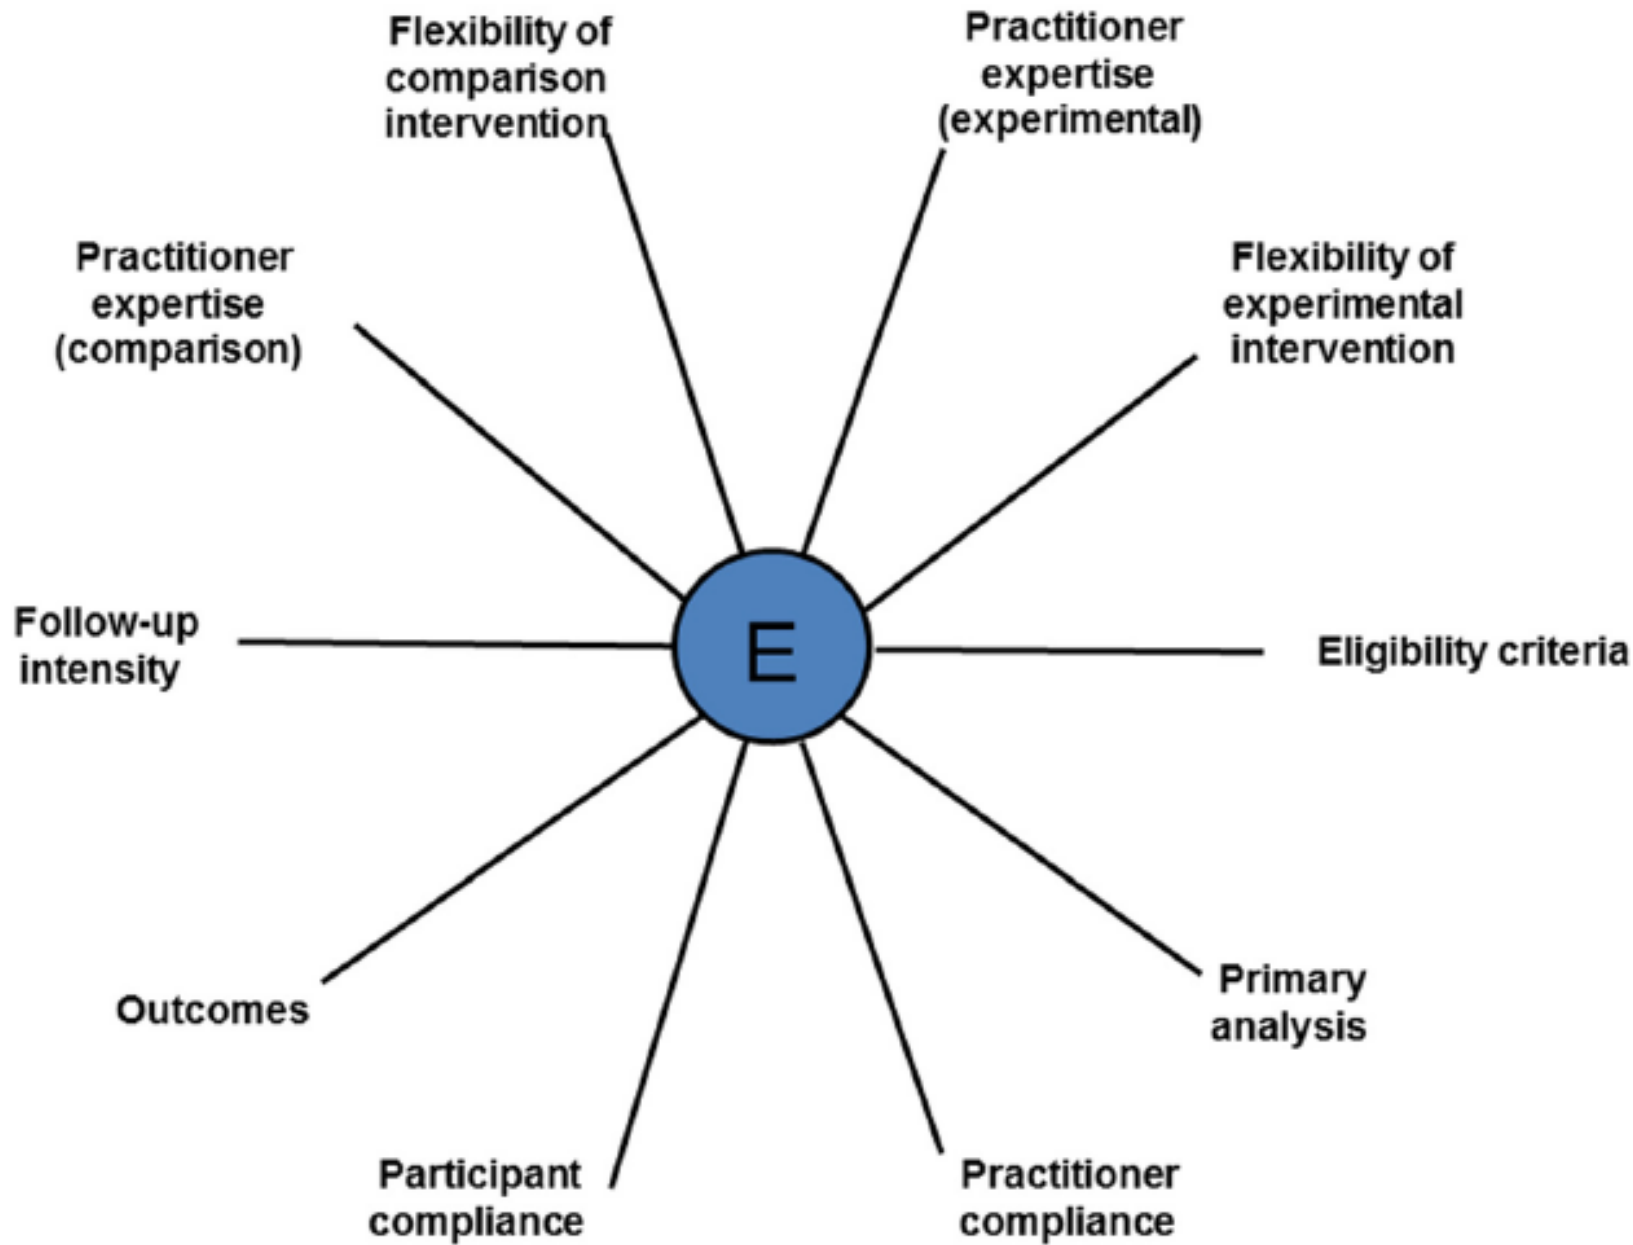 Flexibility of
comparison
intervention
Practitioner
expertise
(experimental)
Practitioner
expertise
(comparison)
Flexibility of
experimental
intervention
Follow-up
intensity
E
Eligibility criteria
Outcomes
Primary
analysis
Participant
compliance
Practitioner
compliance